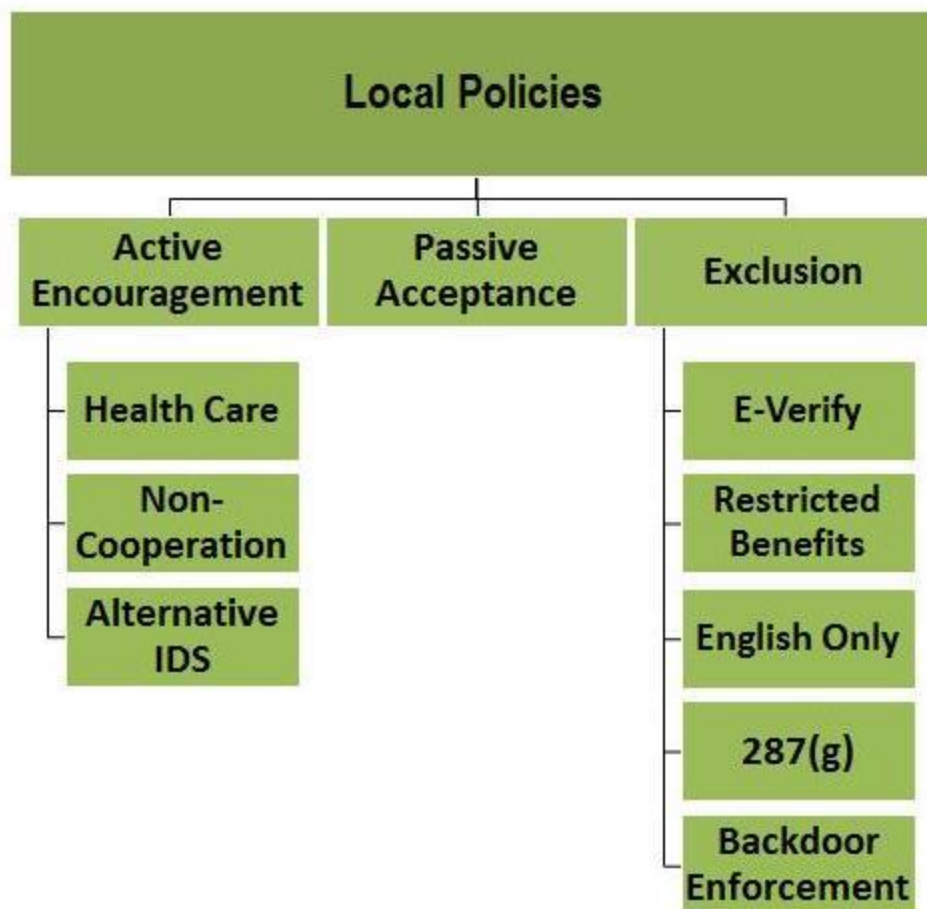 Local Policies
Active
Encouragement
Passive
Acceptance
Exclusion
Health Care
Non-
Cooperation
Alternative
IDS
E-Verify
Restricted
Benefits
English Only
287(g)
Backdoor
Enforcement